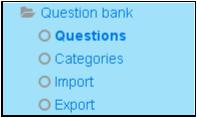 Question bank
Questions
Categories
Import
Export